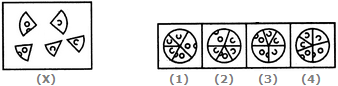 (X) (1) (2) (3) (4)